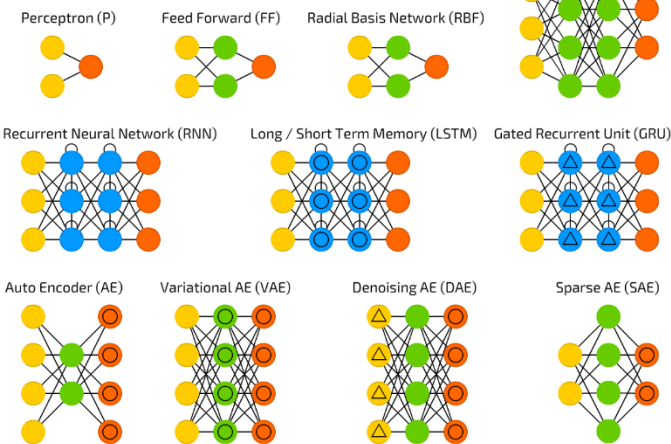 Perceptron (P)
Feed Forward (FF)
Radial Basis Network (RBF)
Recurrent Neural Network (RNN)
Long / Short Term Memory (LSTM)
Gated Recurrent Unit (GRU)
Auto Encoder (AE)
Variational AE (VAE)
Denoising AE (DAE)
Sparse AE (SAE)